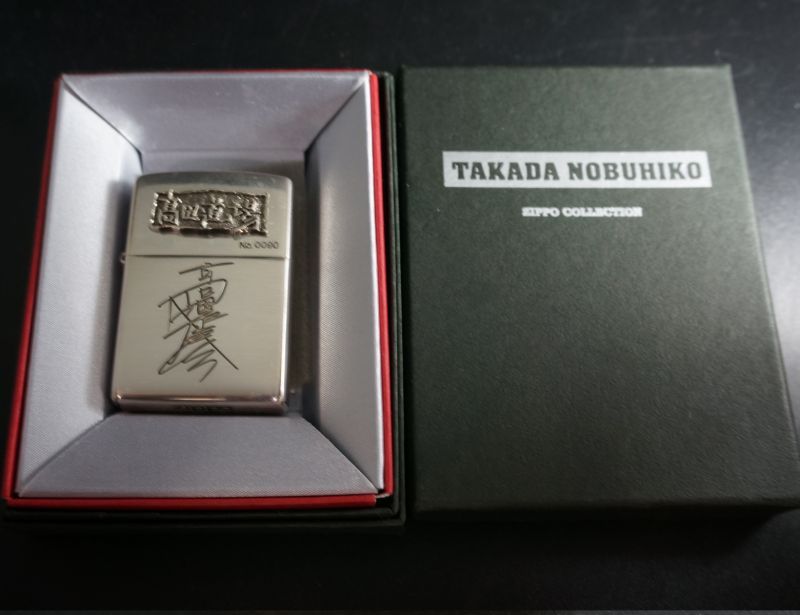 高田道場
No.0090
TAKADA NOBUHIKO
ZIPPO COLLECTION